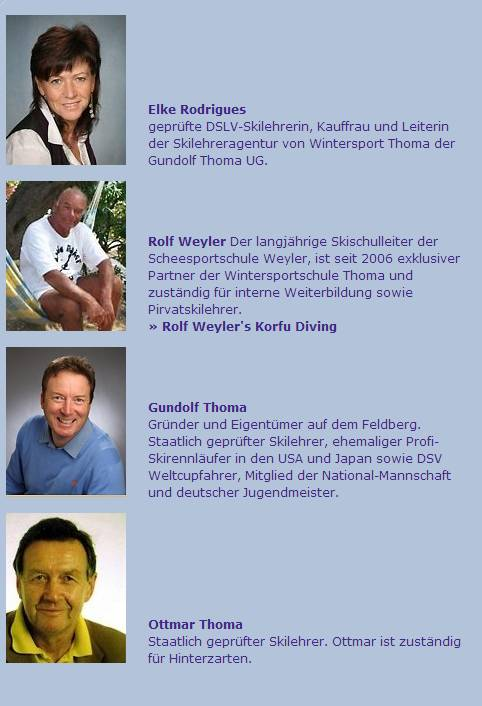 Elke Rodrigues
geprüfte DSLV-Skilehrerin, Kauffrau und Leiterin
der Skilehreragentur von Wintersport Thoma der
Gundolf Thoma UG.
Rolf Weyler Der langjährige Skischulleiter der
Scheesportschule Weyler, ist seit 2006 exklusiver
Partner der Wintersportschule Thoma und
zuständig für interne Weiterbildung sowie
Pirvatskilehrer.
» Rolf Weyler's Korfu Diving
Gundolf Thoma
Gründer und Eigentümer auf dem Feldberg.
Staatlich geprüfter Skilehrer, ehemaliger Profi-
Skirennläufer in den USA und Japan sowie DSV
Weltcupfahrer, Mitglied der National-Mannschaft
und deutscher Jugendmeister.
Ottmar Thoma
Staatlich geprüfter Skilehrer. Ottmar ist zuständig
für Hinterzarten.